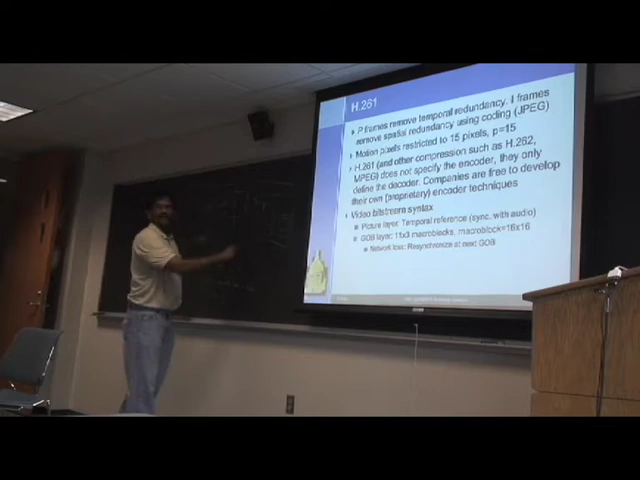 H.261
P frames remove temporal redundancy. I frames
remove spatial redundancy using coding (JPEG)
Motion pixels restricted to 15 pixels, p=15
H.261 (and other compression such as H.262,
MPEG) does not specify the encoder, they only
define the decoder. Companies are free to develop
their own (proprietary) encoder techniques
Video bitstream syntax
Picture layer: Temporal reference (sync. with audio)
GOB layer: 11x3 macroblocks, macroblock=16x16
Network loss: Resynchronize at next GOB